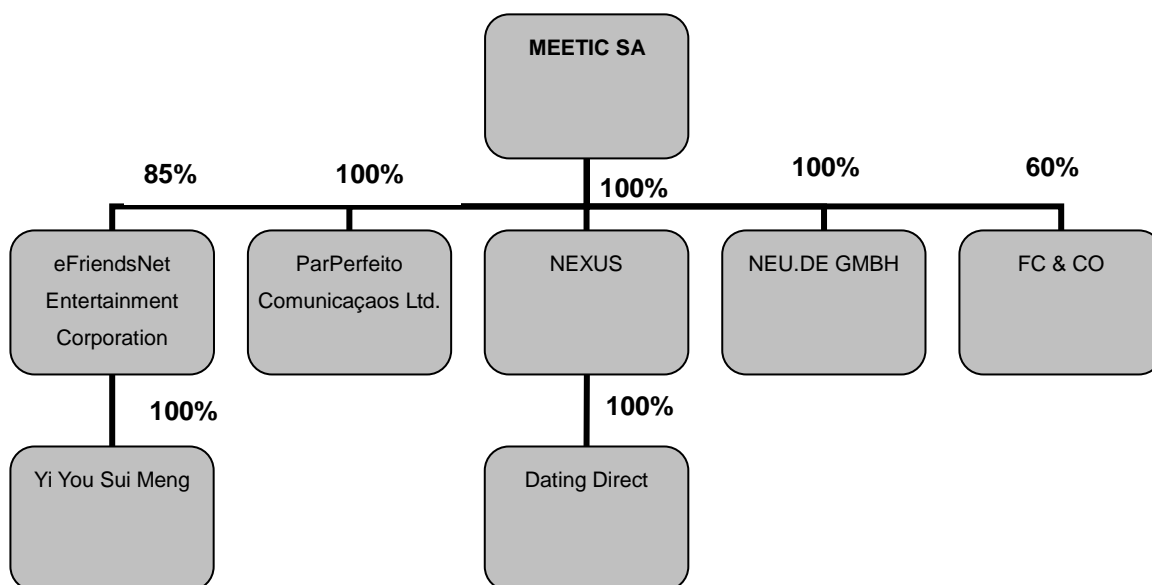 MEETIC SA
85%
100%
100%
100%
60%
eFriendsNet
Entertainment
Corporation
ParPerfeito
Comunicaçaos Ltd.
NEXUS
NEU.DE GMBH
FC & CO
100%
100%
Yi You Sui Meng
Dating Direct